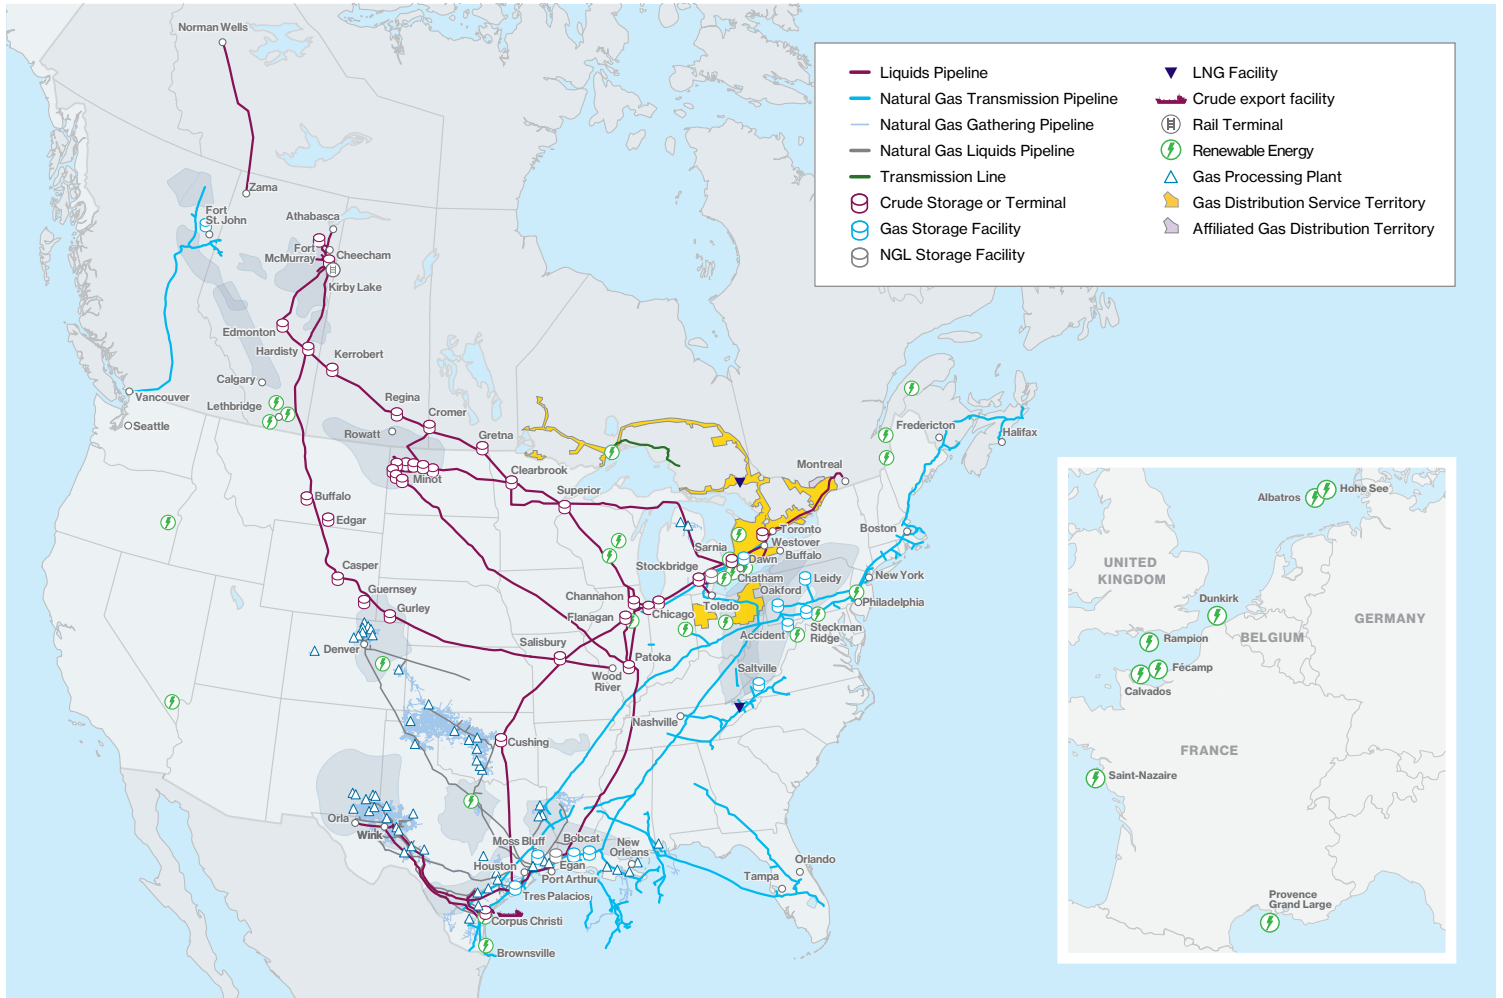 Norman Wells
Liquids Pipeline
Natural Gas Transmission Pipeline
Natural Gas Gathering Pipeline
Natural Gas Liquids Pipeline
Transmission Line
Crude Storage or Terminal
Gas Storage Facility
NGL Storage Facility
LNG Facility
Crude export facility
Rail Terminal
Renewable Energy
Gas Processing Plant
Gas Distribution Service Territory
Affiliated Gas Distribution Territory
Zama
Fort
St. John
Athabasca
Fort
McMurray
Cheecham
Kirby Lake
Edmonton
Hardisty
Kerrobert
Calgary
Vancouver
Lethbridge
Seattle
Regina
Cromer
Rowatt
Gretna
Minot
Clearbrook
Superior
Buffalo
Edgar
Casper
Guernsey
Gurley
Denver
Fredericton
Halifax
Montreal
Boston
Toronto
Westover
Buffalo
Sarnia
Dawn
Stockbridge
Chatham
Oakford
Leidy
New York
Philadelphia
Channahon
Flanagan
Chicago
Toledo
Accident
Steckman
Ridge
Salisbury
Patoka
Wood
River
Saltville
Nashville
Cushing
Orla
Wink
Moss Bluff
Bobcat
New
Orleans
Houston
Egan
Port Arthur
Tres Palacios
Corpus Christi
Brownsville
Orlando
Tampa
Albatros
Hohe See
UNITED
KINGDOM
Dunkirk
GERMANY
Rampion
BELGIUM
Fécamp
Calvados
FRANCE
Saint-Nazaire
Provence
Grand Large